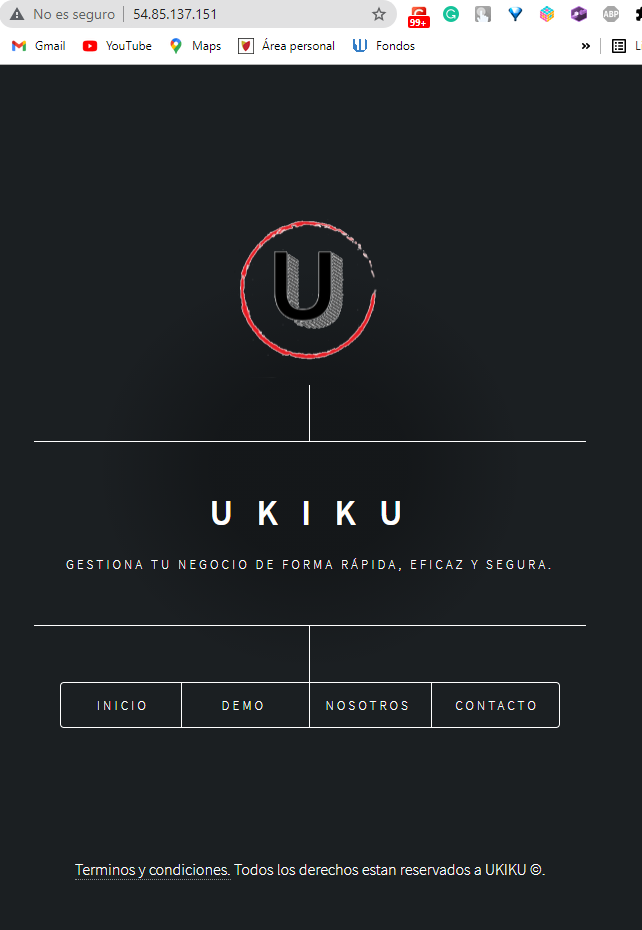 No es seguro 54.85.137.151
99+
ABP
Gmail YouTube Maps Área personal Fondos »
U
UKIKU
GESTIONA TU NEGOCIO DE FORMA RÁPIDA, EFICAZ Y SEGURA.
INICIO DEMO NOSOTROS CONTACTO
Terminos y condiciones. Todos los derechos estan reservados a UKIKU ©.